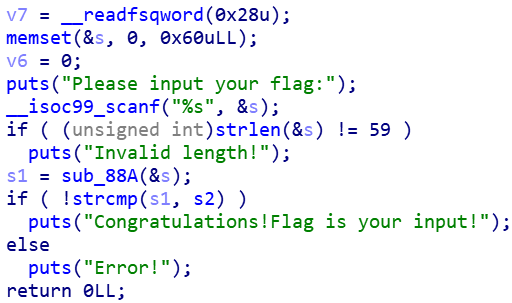 v7 = __readfsqword(0x28u);
memset(&s, 0, 0x60uLL);
v6 = 0;
puts("Please input your flag:");
__isoc99_scanf("%s", &s);
if ( (unsigned int)strlen(&s) != 59 )
  puts("Invalid length!");
s1 = sub_88A(&s);
if ( !strcmp(s1, s2) )
  puts("Congratulations!Flag is your input!");
else
  puts("Error!");
return 0LL;